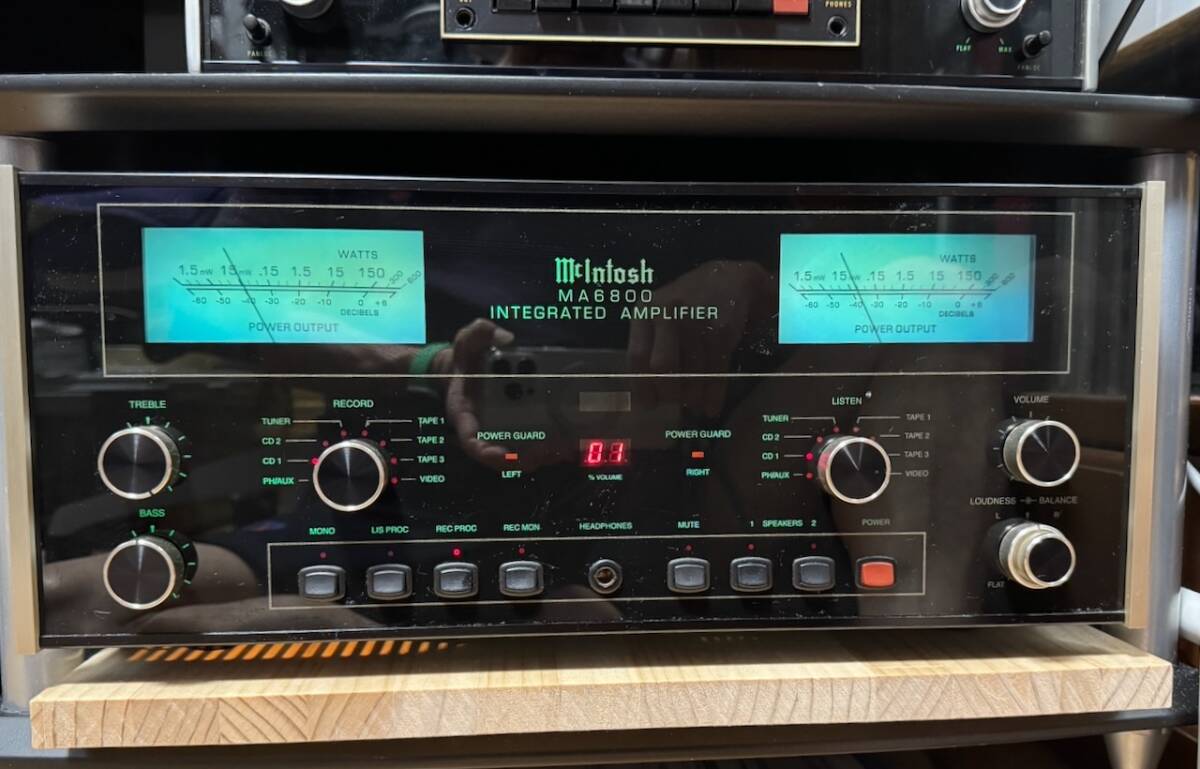 PHONES
FLAT MAX
WATTS
1.5mW 15mW .15 1.5 15 150 300 600
-60 -50 -40 -30 -20 -10 0 +6
DECIBELS
POWER OUTPUT
McIntosh
MA6800
INTEGRATED AMPLIFIER
WATTS
1.5mW 15mW .15 1.5 15 150 300 600
-60 -50 -40 -30 -20 -10 0 +6
DECIBELS
POWER OUTPUT
TREBLE
RECORD
TUNER TAPE 1
CD 2 TAPE 2
CD 1 TAPE 3
PH/AUX VIDEO
POWER GUARD
LEFT
01
% VOLUME
POWER GUARD
RIGHT
LISTEN
TUNER TAPE 1
CD 2 TAPE 2
CD 1 TAPE 3
PH/AUX VIDEO
VOLUME
BASS
LOUDNESS BALANCE
L R
FLAT
MONO LIS PROC REC PROC REC MON HEADPHONES MUTE 1 SPEAKERS 2 POWER